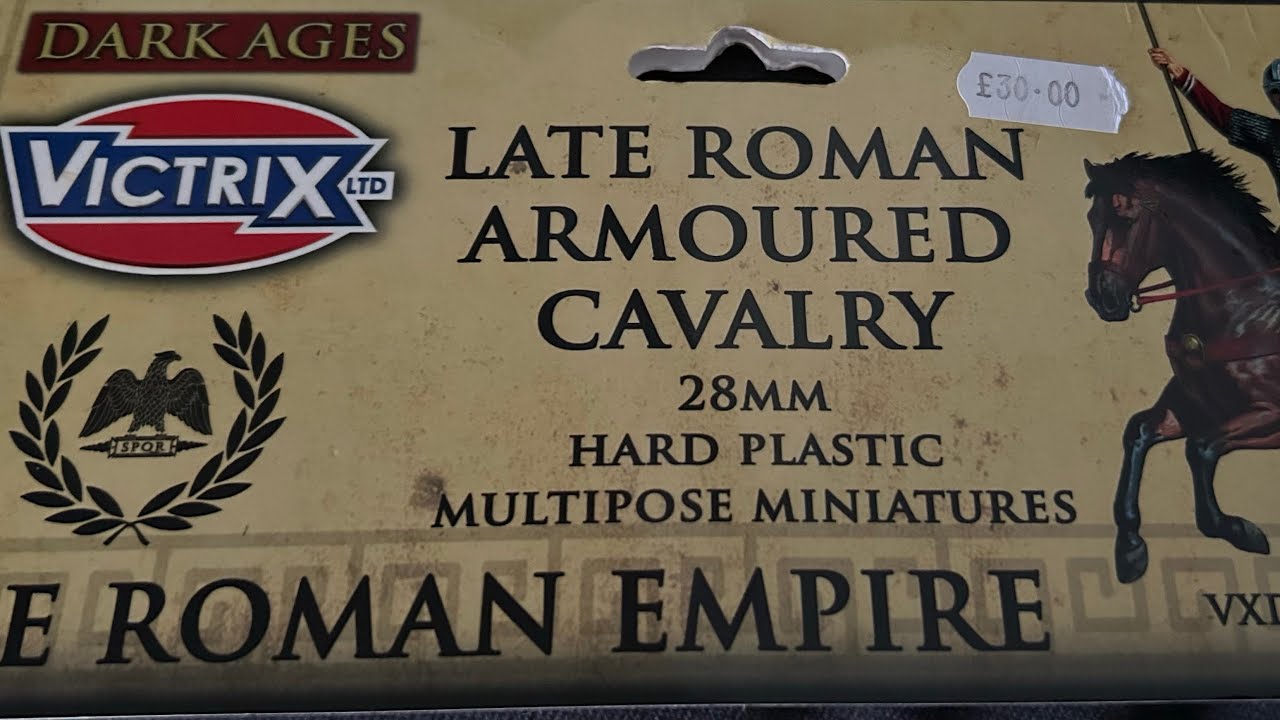 DARK AGES
VICTRIX LTD
£30.00
LATE ROMAN
ARMOURED
CAVALRY
28MM
HARD PLASTIC
MULTIPOSE MINIATURES
SPQR
E ROMAN EMPIRE